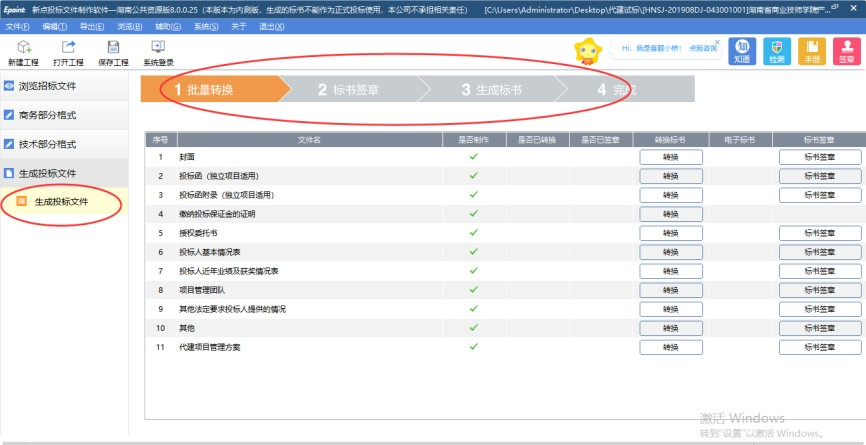 Epoint 新点投标文件制作软件—湖南公共资源版8.0.0.25（本版本为内测版，生成的标书不能作为正式投标使用，本公司不承担相关责任） [C:\Users\Administrator\Desktop\代建试标\[HNSJ-201908DJ-043001001]湖南省商业技师学院产...
文件(F) 编辑(T) 导出(E) 浏览(B) 辅助(G) 系统(S) 关于 退出(X)
新建工程 打开工程 保存工程 系统登录 Hi，我是客服小桥！ 点我咨询 知道 检测 手册 签章
浏览招标文件
商务部分格式
技术部分格式
生成投标文件
生成投标文件
1 批量转换 2 标书签章 3 生成标书 4 完成
序号 文件名 是否制作 是否已转换 是否已签章 转换标书 电子标书 标书签章
1 封面 转换 标书签章
2 投标函（独立项目适用） 转换 标书签章
3 投标函附录（独立项目适用） 转换 标书签章
4 缴纳投标保证金的证明 转换
5 授权委托书 转换 标书签章
6 投标人基本情况表 转换 标书签章
7 投标人近年业绩及获奖情况表 转换 标书签章
8 项目管理团队 转换 标书签章
9 其他法定要求投标人提供的情况 转换 标书签章
10 其他 转换 标书签章
11 代建项目管理方案 转换 标书签章
激活 Windows
转到"设置"以激活 Windows。